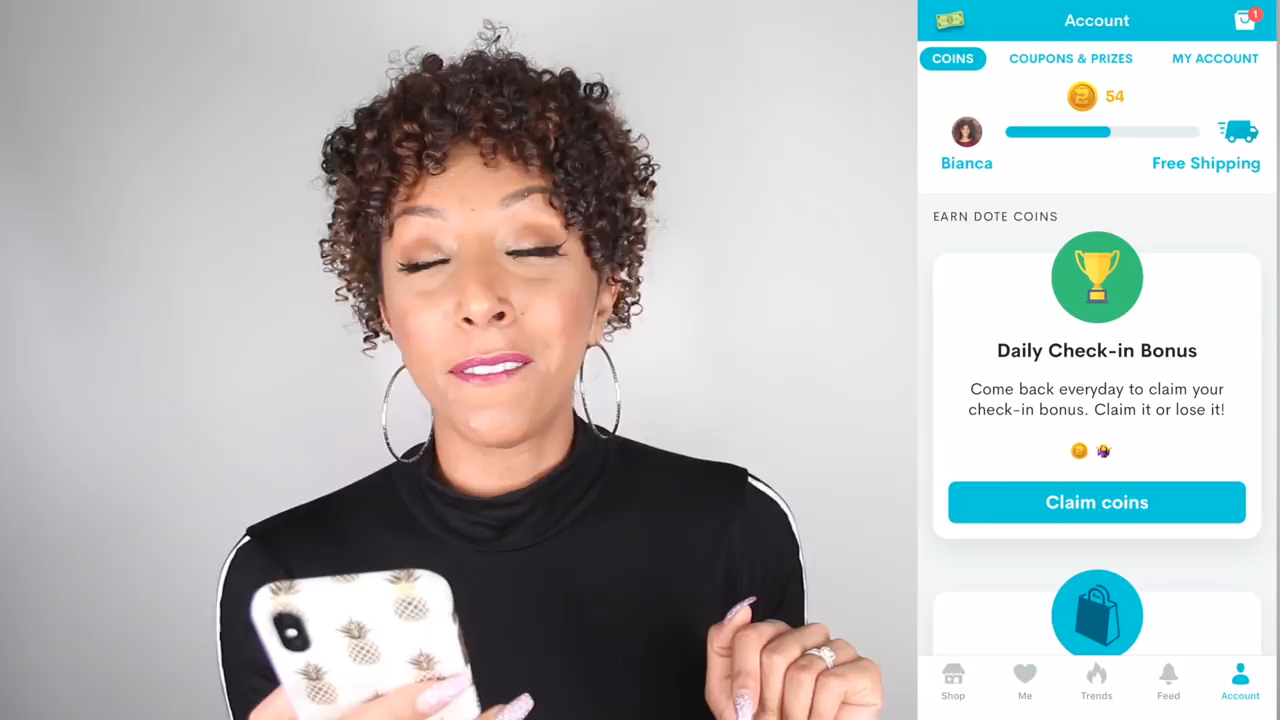 Account
1
COINS
COUPONS & PRIZES
MY ACCOUNT
2 54
Bianca
Free Shipping
EARN DOTE COINS
Daily Check-in Bonus
Come back everyday to claim your
check-in bonus. Claim it or lose it!
Claim coins
Shop
Me
Trends
Feed
Account